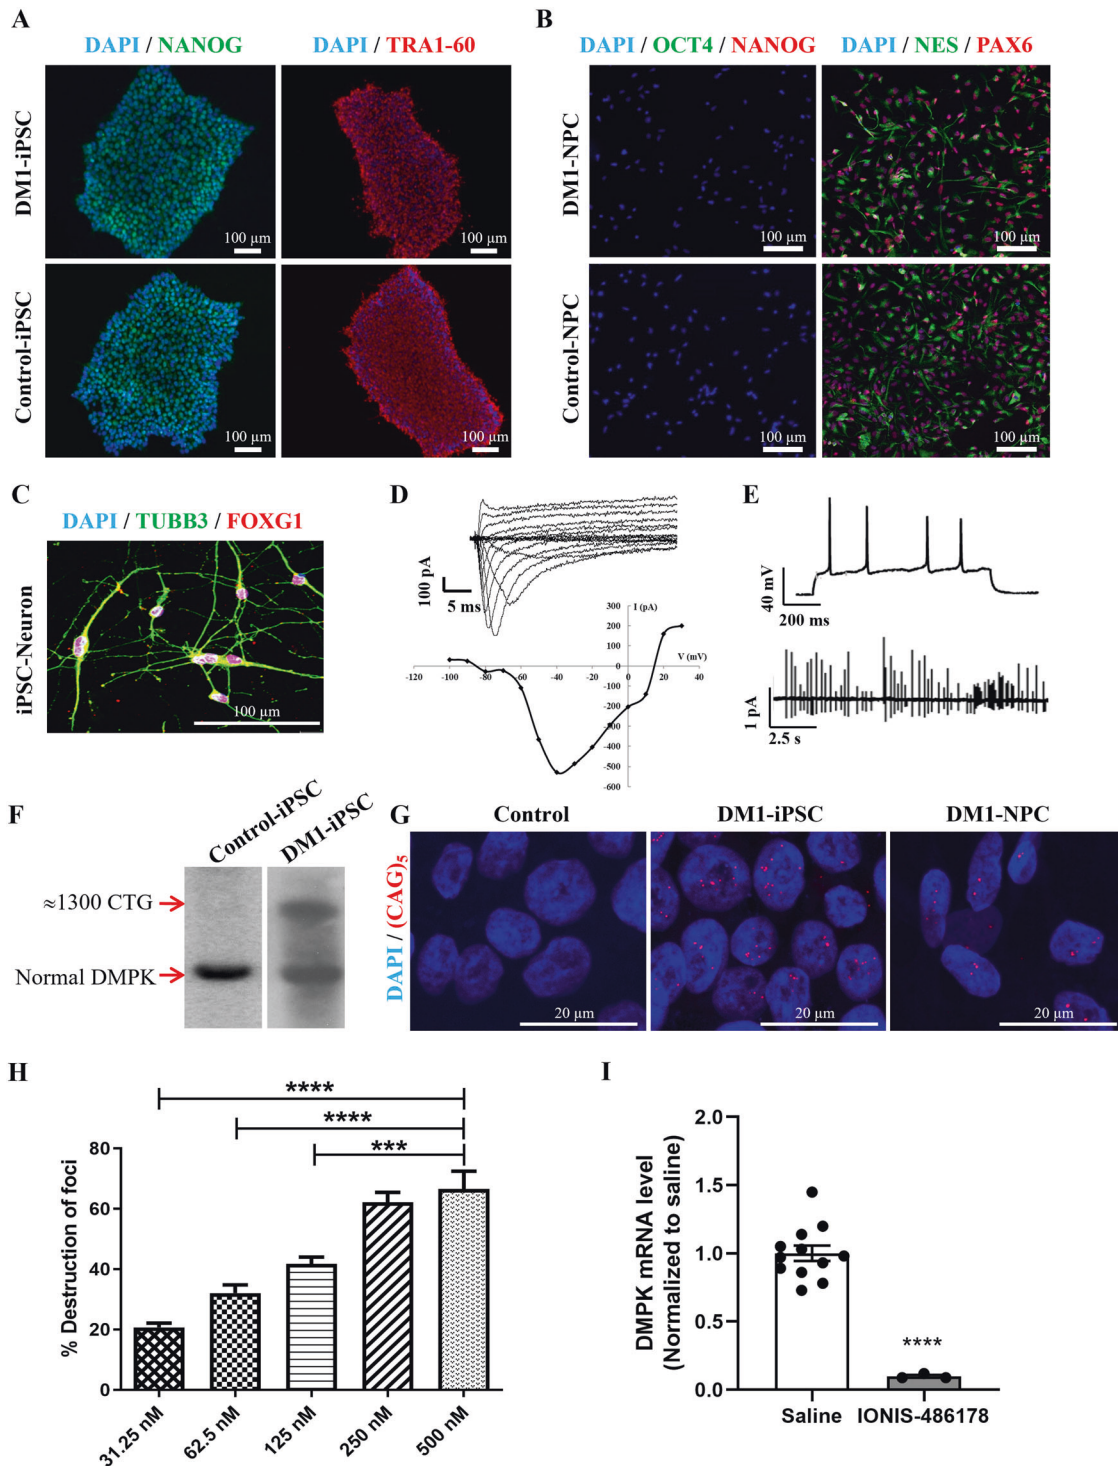 A
DAPI / NANOG
DAPI / TRA1-60
DM1-iPSC
100 µm
100 µm
Control-iPSC
100 µm
100 µm
B
DAPI / OCT4 / NANOG
DAPI / NES / PAX6
DM1-NPC
100 µm
100 µm
Control-NPC
100 µm
100 µm
C
DAPI / TUBB3 / FOXG1
iPSC-Neuron
100 µm
D
100 pA
5 ms
I (pA)
V (mV)
300
200
100
0
-100
-200
-300
-400
-500
-600
-120 -100 -80 -60 -40 -20 0 20 40
E
40 mV
200 ms
1 pA
2.5 s
F
Control-iPSC
DM1-iPSC
≈1300 CTG
Normal DMPK
G
Control
DM1-iPSC
DM1-NPC
DAPI / (CAG)5
20 µm
20 µm
20 µm
H
****
****
***
% Destruction of foci
80
60
40
20
0
31.25 nM
62.5 nM
125 nM
250 nM
500 nM
I
DMPK mRNA level
(Normalized to saline)
2.0
1.5
1.0
0.5
0.0
****
Saline
IONIS-486178